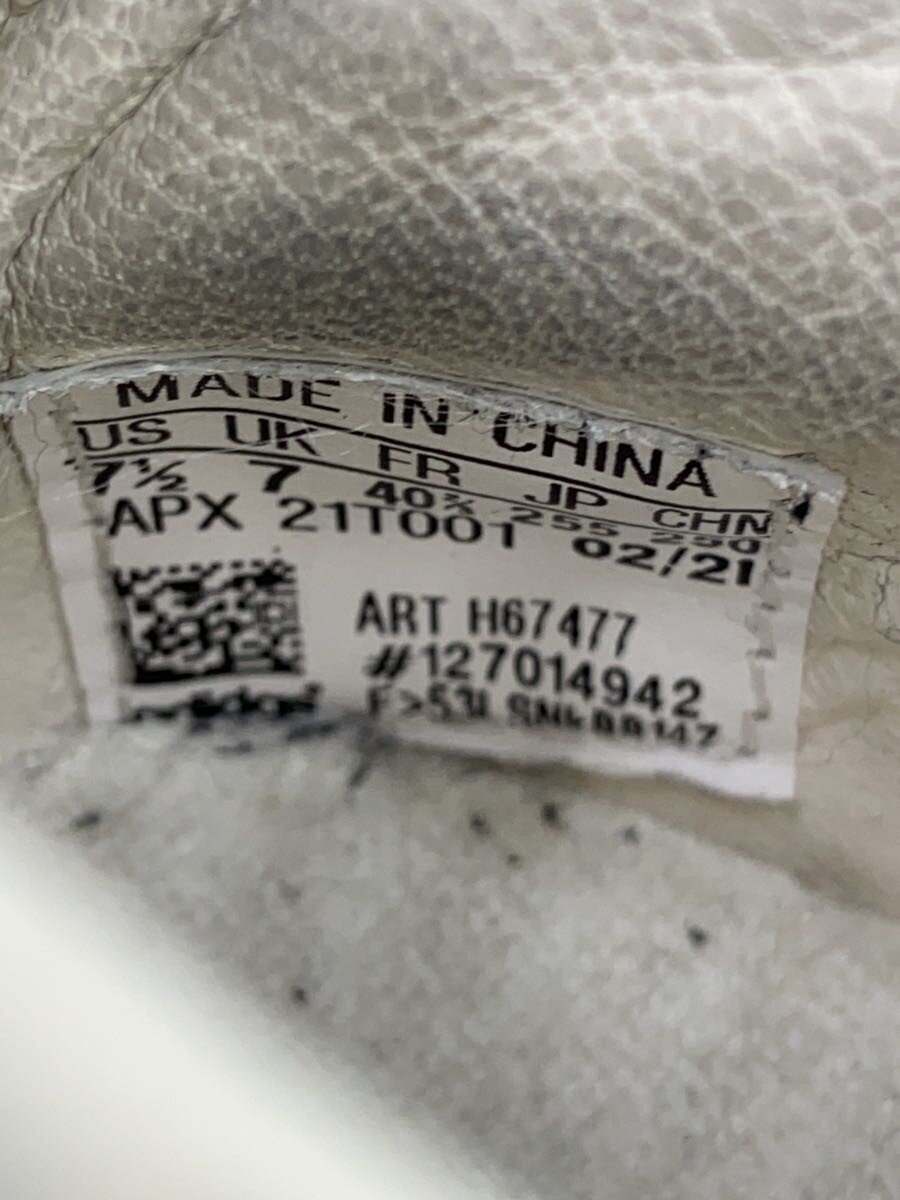 MADE IN CHINA
US UK FR JP CHN
7½ 7 40⅔ 255 250
APX 21T001 02/21
ART H67477
#127014942
adidas